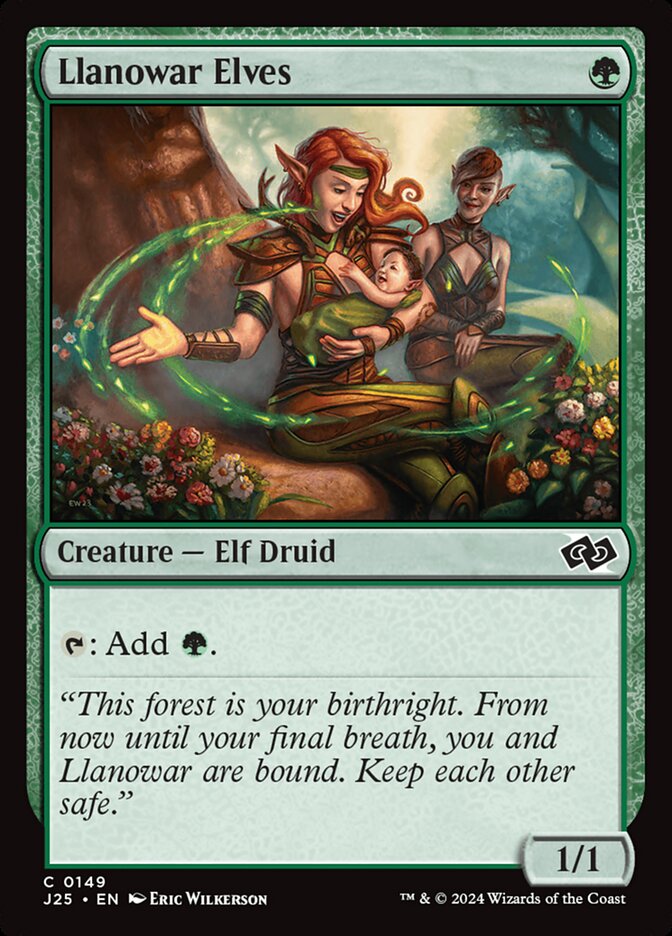 Llanowar Elves
EW23
Creature — Elf Druid
: Add .
“This forest is your birthright. From
now until your final breath, you and
Llanowar are bound. Keep each other
safe.”
1/1
C 0149
J25 • EN Eric Wilkerson
™ & © 2024 Wizards of the Coast